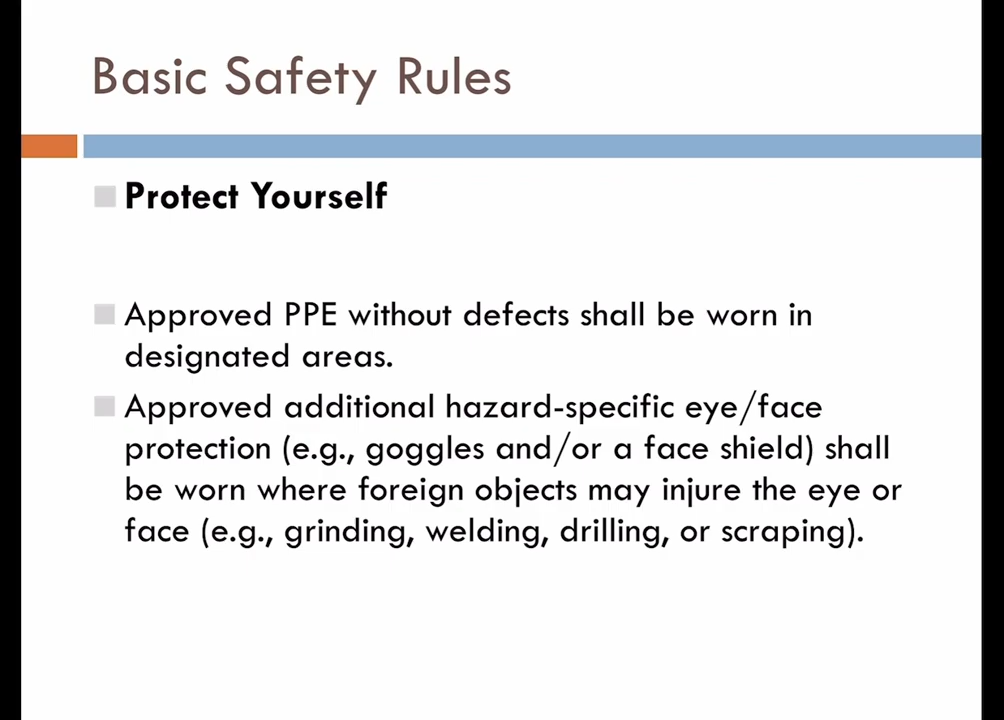 Basic Safety Rules
Protect Yourself
Approved PPE without defects shall be worn in
designated areas.
Approved additional hazard-specific eye/face
protection (e.g., goggles and/or a face shield) shall
be worn where foreign objects may injure the eye or
face (e.g., grinding, welding, drilling, or scraping).